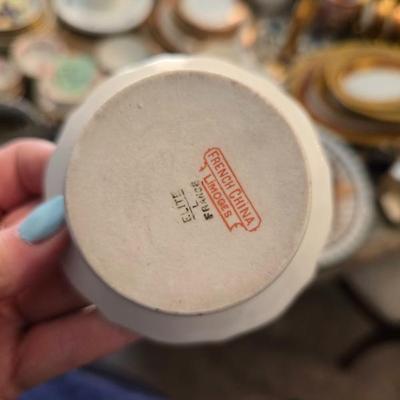 FRENCH CHINA
LIMOGES
ELITE
L
FRANCE